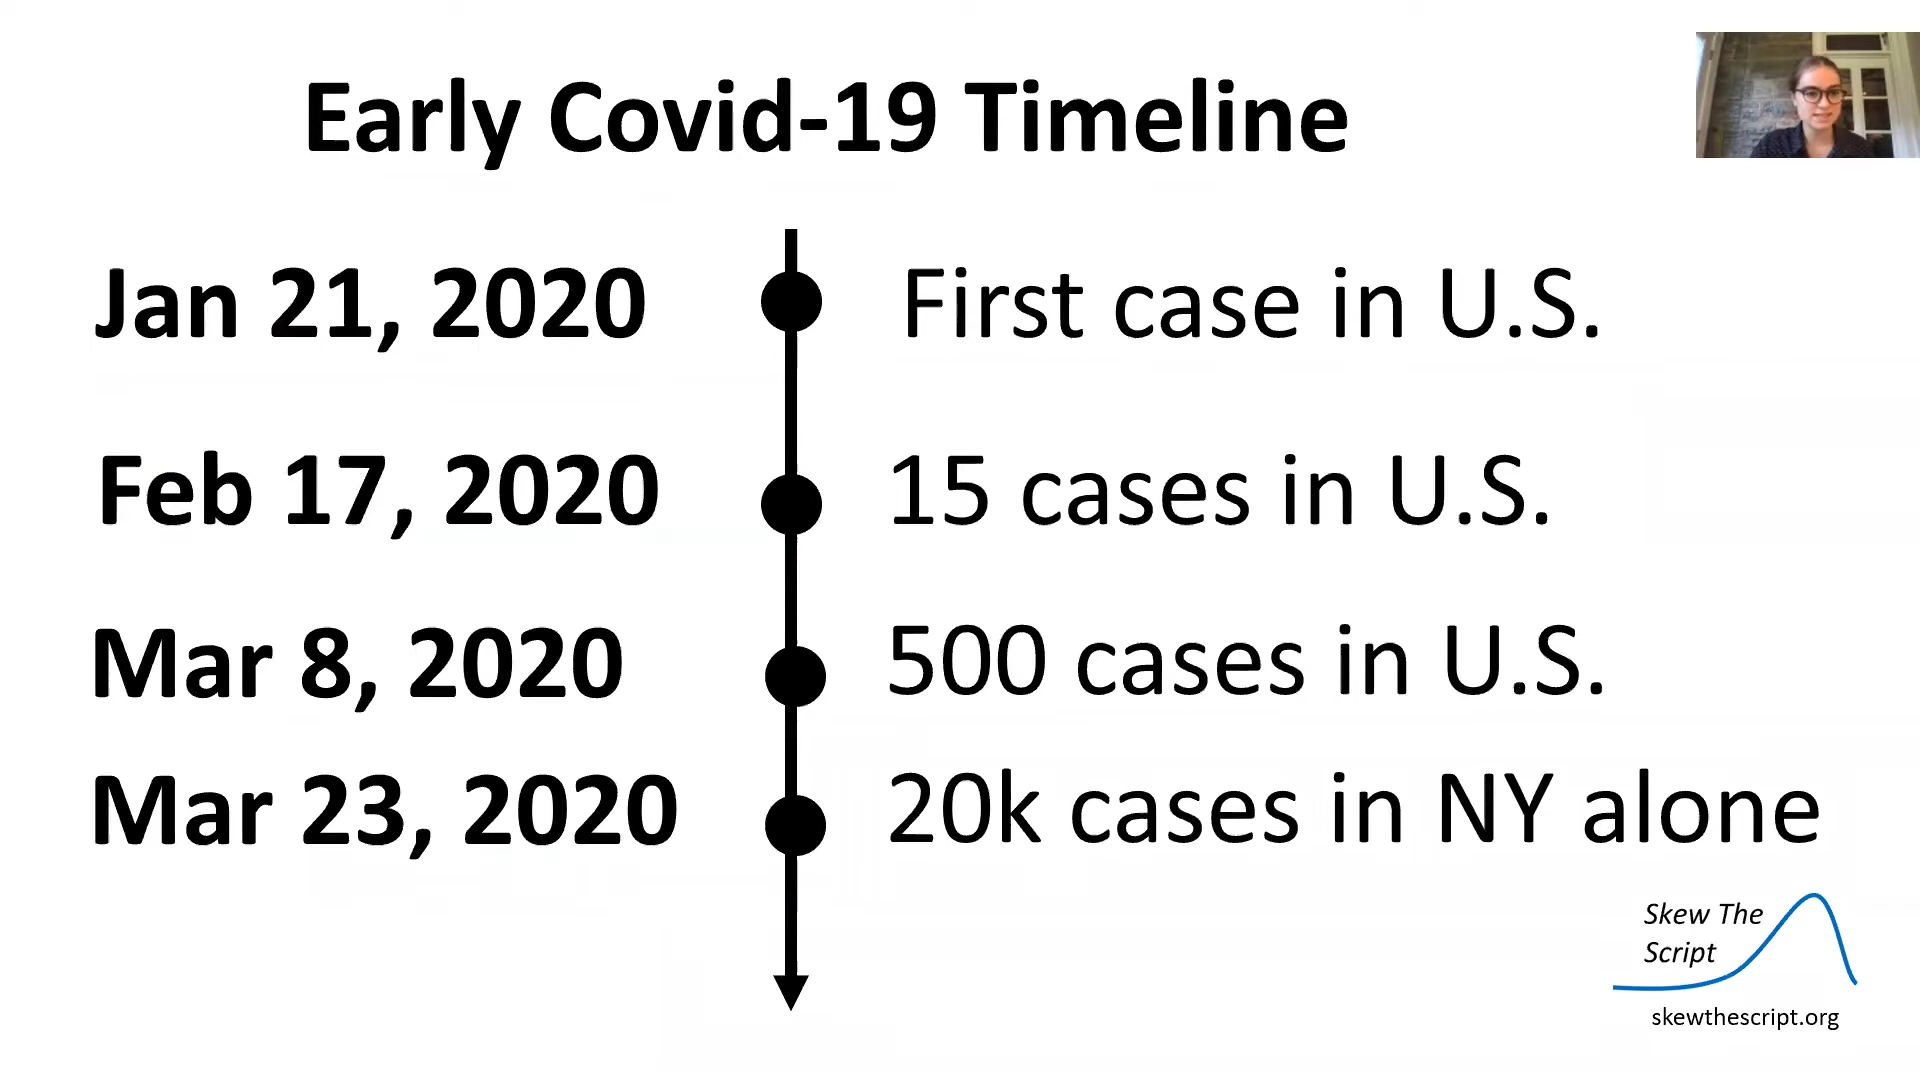 Early Covid-19 Timeline
Jan 21, 2020
First case in U.S.
Feb 17, 2020
15 cases in U.S.
Mar 8, 2020
500 cases in U.S.
Mar 23, 2020
20k cases in NY alone
Skew The
Script
skewthescript.org